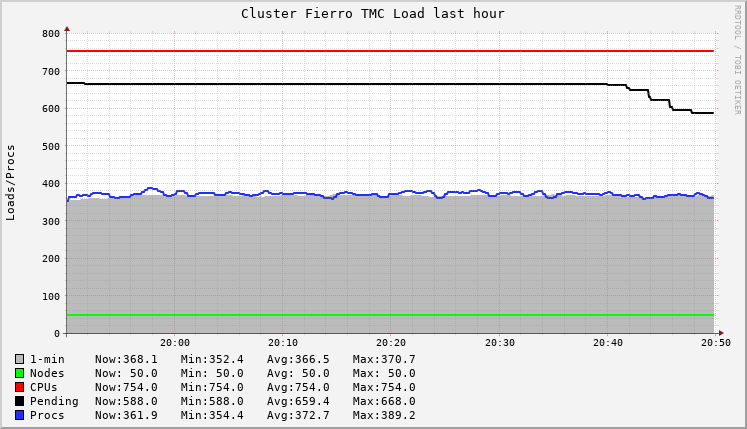 Cluster Fierro TMC Load last hour
RRDTOOL / TOBI OETIKER
Loads/Procs
800
700
600
500
400
300
200
100
0
20:00 20:10 20:20 20:30 20:40 20:50
1-min Now:368.1 Min:352.4 Avg:366.5 Max:370.7
Nodes Now: 50.0 Min: 50.0 Avg: 50.0 Max: 50.0
CPUs Now:754.0 Min:754.0 Avg:754.0 Max:754.0
Pending Now:588.0 Min:588.0 Avg:659.4 Max:668.0
Procs Now:361.9 Min:354.4 Avg:372.7 Max:389.2